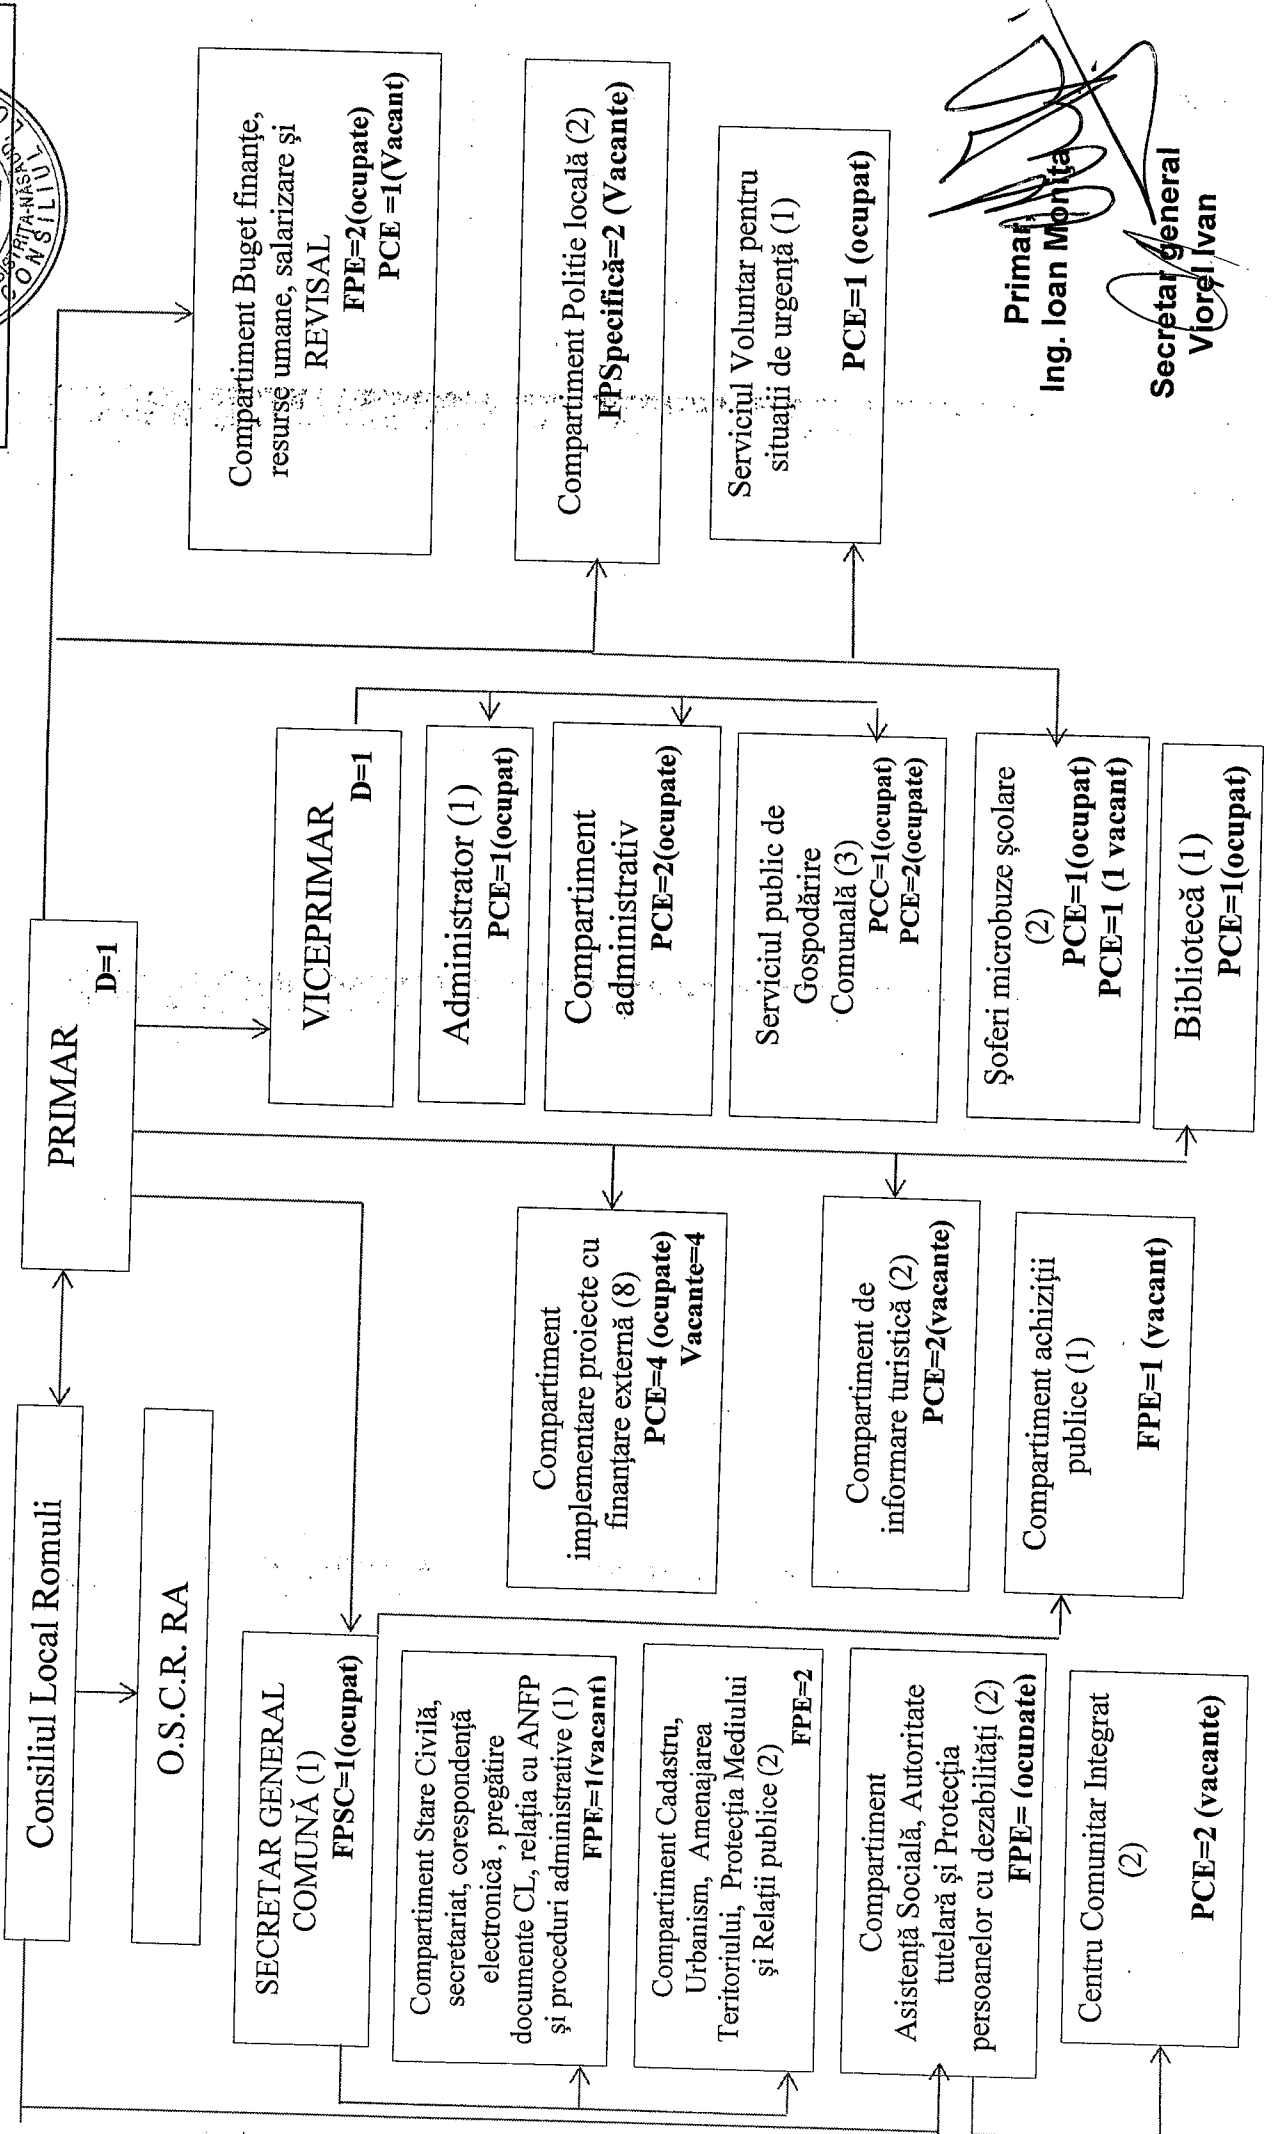 CONSILIUL
BISTRIȚA-NĂSĂUD
Consiliul Local Romuli
O.S.C.R. RA
PRIMAR
D=1
SECRETAR GENERAL
COMUNĂ (1)
FPSC=1(ocupat)
Compartiment Stare Civilă,
secretariat, corespondență
electronică , pregătire
documente CL, relația cu ANFP
și proceduri administrative (1)
FPE=1(vacant)
Compartiment Cadastru,
Urbanism, Amenajarea
Teritoriului, Protecția Mediului
și Relații publice (2)
FPE=2
Compartiment
Asistență Socială, Autoritate
tutelară și Protecția
persoanelor cu dezabilități (2)
FPE= (ocupate)
Centru Comunitar Integrat
(2)
PCE=2 (vacante)
Compartiment
implementare proiecte cu
finanțare externă (8)
PCE=4 (ocupate)
Vacante=4
Compartiment de
informare turistică (2)
PCE=2(vacante)
Compartiment achiziții
publice (1)
FPE=1 (vacant)
VICEPRIMAR
D=1
Administrator (1)
PCE=1(ocupat)
Compartiment
administrativ
PCE=2(ocupate)
Serviciul public de
Gospodărire
Comunală (3)
PCC=1(ocupat)
PCE=2(ocupate)
Șoferi microbuze școlare
(2)
PCE=1(ocupat)
PCE=1 (1 vacant)
Bibliotecă (1)
PCE=1(ocupat)
Compartiment Buget finanțe,
resurse umane, salarizare și
REVISAL
FPE=2(ocupate)
PCE =1(Vacant)
Compartiment Politie locală (2)
FPSpecifică=2 (Vacante)
Serviciul Voluntar pentru
situații de urgență (1)
PCE=1 (ocupat)
Primar,
Ing. Ioan Monița
Secretar general
Viorel Ivan